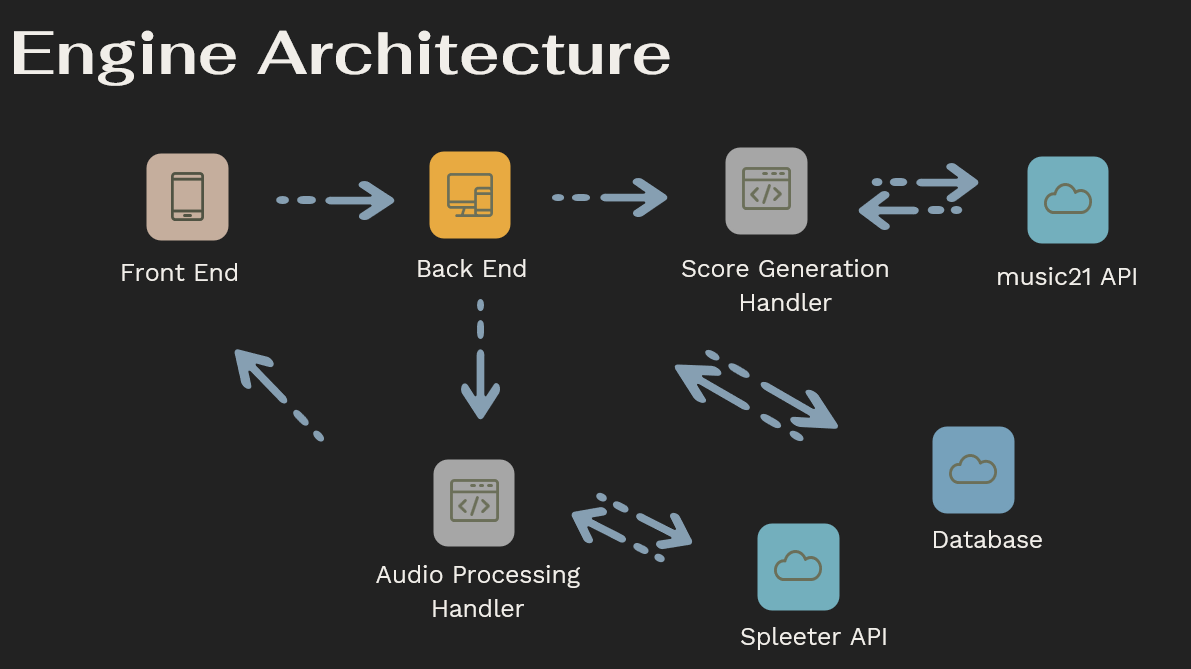 Engine Architecture
Front End
Back End
Score Generation
Handler
music21 API
Audio Processing
Handler
Spleeter API
Database